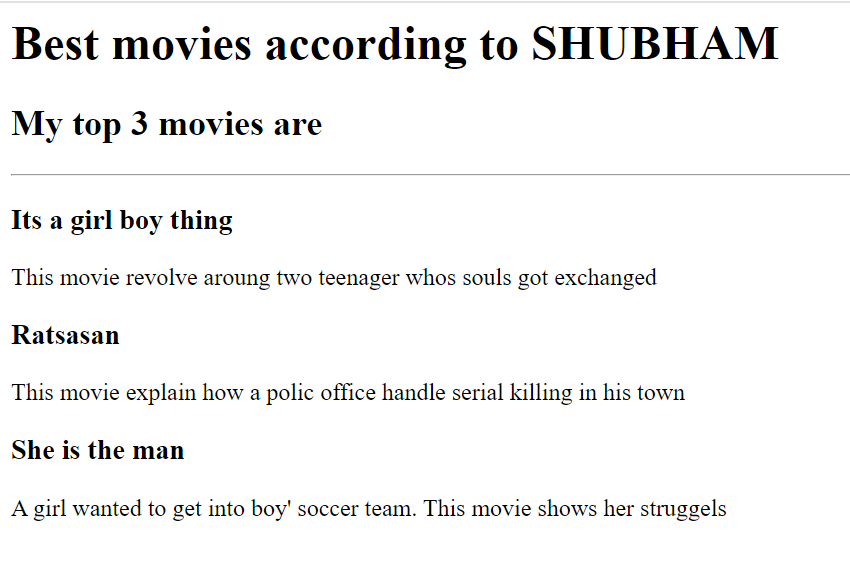 Best movies according to SHUBHAM
My top 3 movies are
Its a girl boy thing
This movie revolve aroung two teenager whos souls got exchanged
Ratsasan
This movie explain how a polic office handle serial killing in his town
She is the man
A girl wanted to get into boy' soccer team. This movie shows her struggels